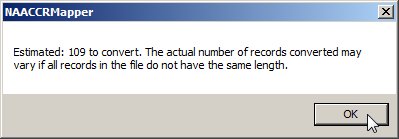 NAACCRMapper
Estimated: 109 to convert. The actual number of records converted may
vary if all records in the file do not have the same length.
OK